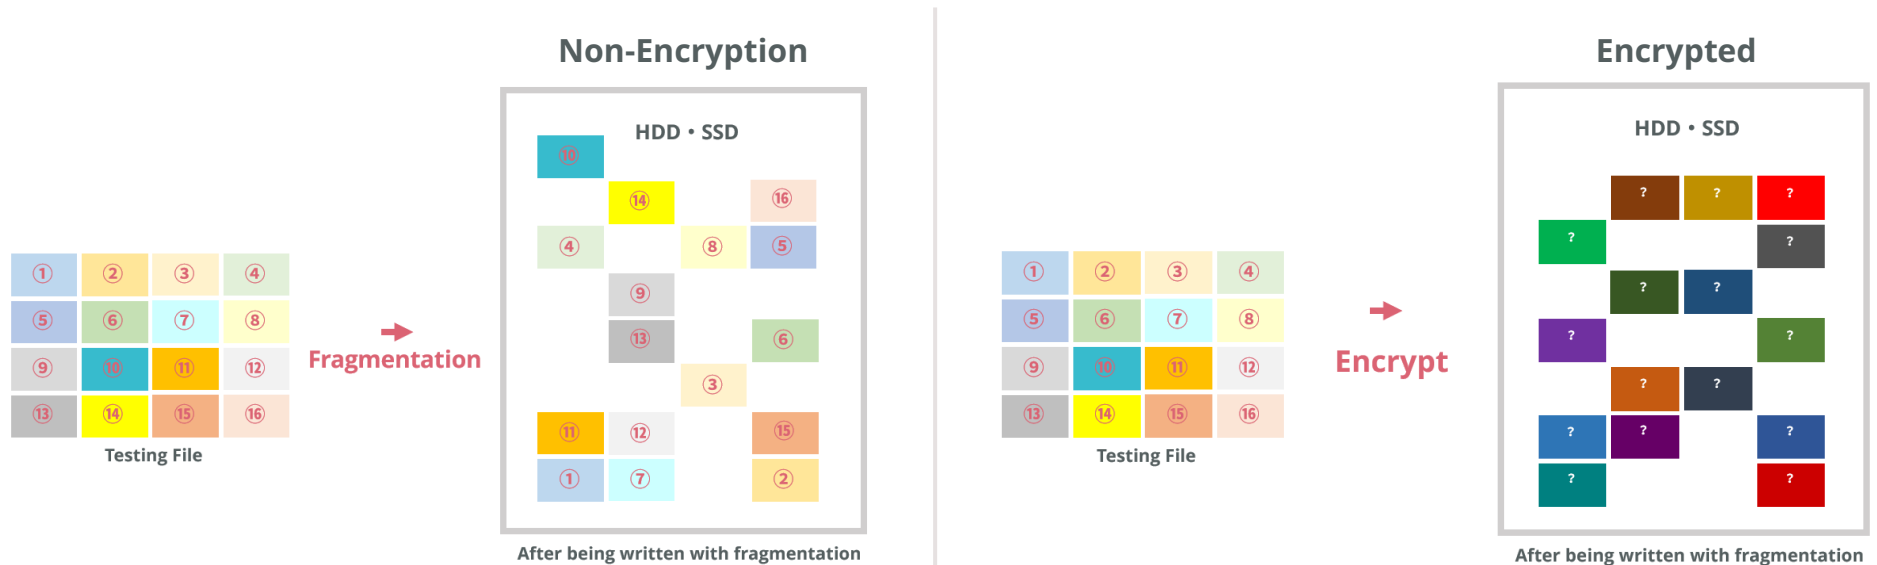 Non-Encryption
HDD・SSD
① ② ③ ④
⑤ ⑥ ⑦ ⑧
⑨ ⑩ ⑪ ⑫
⑬ ⑭ ⑮ ⑯
Testing File
Fragmentation
⑩
⑭ ⑯
④ ⑧ ⑤
⑨
⑬ ⑥
③
⑪ ⑫ ⑮
① ⑦ ②
After being written with fragmentation
Encrypted
HDD・SSD
① ② ③ ④
⑤ ⑥ ⑦ ⑧
⑨ ⑩ ⑪ ⑫
⑬ ⑭ ⑮ ⑯
Testing File
Encrypt
? ? ?
? ?
? ?
? ?
? ?
? ? ?
? ?
After being written with fragmentation